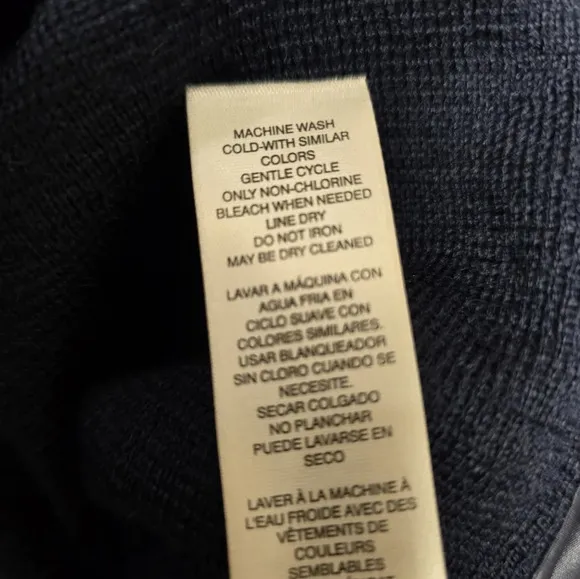 MACHINE WASH
COLD-WITH SIMILAR
COLORS
GENTLE CYCLE
ONLY NON-CHLORINE
BLEACH WHEN NEEDED
LINE DRY
DO NOT IRON
MAY BE DRY CLEANED
LAVAR A MÁQUINA CON
AGUA FRIA EN
CICLO SUAVE CON
COLORES SIMILARES.
USAR BLANQUEADOR
SIN CLORO CUANDO SE
NECESITE.
SECAR COLGADO
NO PLANCHAR
PUEDE LAVARSE EN
SECO
LAVER À LA MACHINE À
L'EAU FROIDE AVEC DES
VÊTEMENTS DE
COULEURS
SEMBLABLES